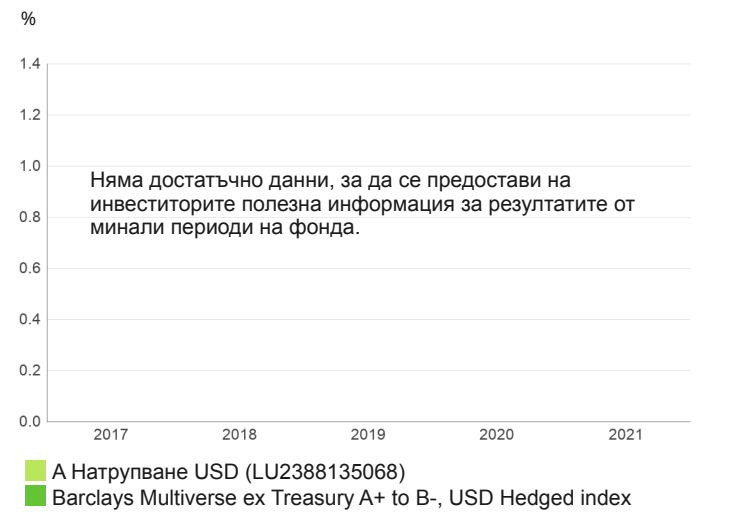 %
1.4
1.2
1.0
Няма достатъчно данни, за да се предостави на
инвеститорите полезна информация за резултатите от
0.8
минали периоди на фонда.
0.6
0.4
0.2
0.0
2017 2018 2019 2020 2021
А Натрупване USD (LU2388135068)
Barclays Multiverse ex Treasury A+ to B-, USD Hedged index